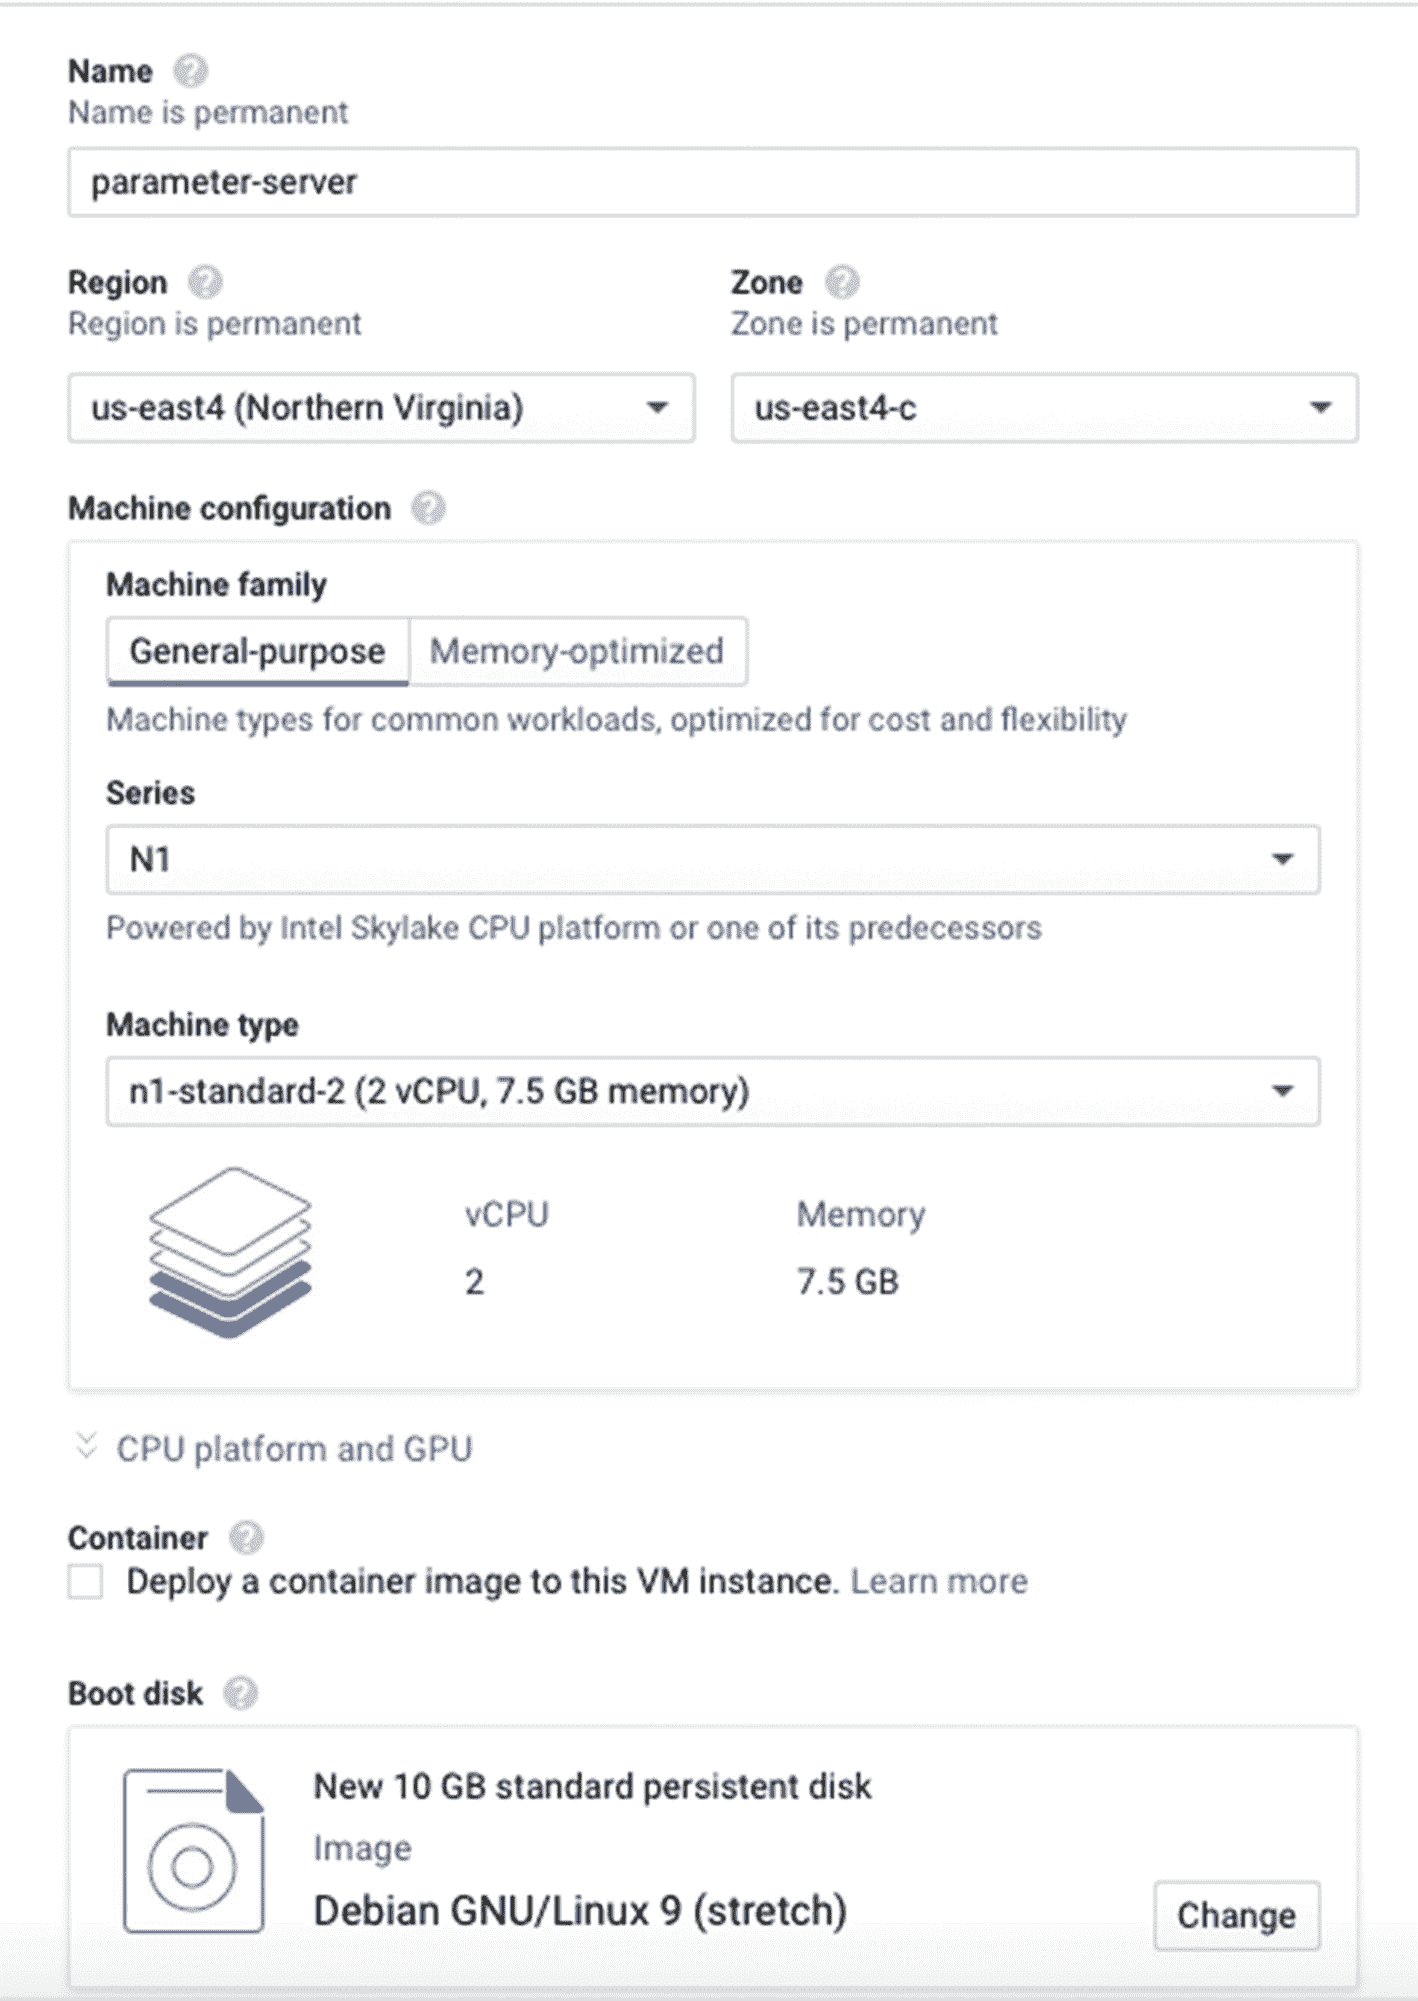 Name
Name is permanent
parameter-server
Region
Region is permanent
us-east4 (Northern Virginia)
Zone
Zone is permanent
us-east4-c
Machine configuration
Machine family
General-purpose
Memory-optimized
Machine types for common workloads, optimized for cost and flexibility
Series
N1
Powered by Intel Skylake CPU platform or one of its predecessors
Machine type
n1-standard-2 (2 vCPU, 7.5 GB memory)
vCPU
Memory
2
7.5 GB
CPU platform and GPU
Container
Deploy a container image to this VM instance. Learn more
Boot disk
New 10 GB standard persistent disk
Image
Debian GNU/Linux 9 (stretch)
Change